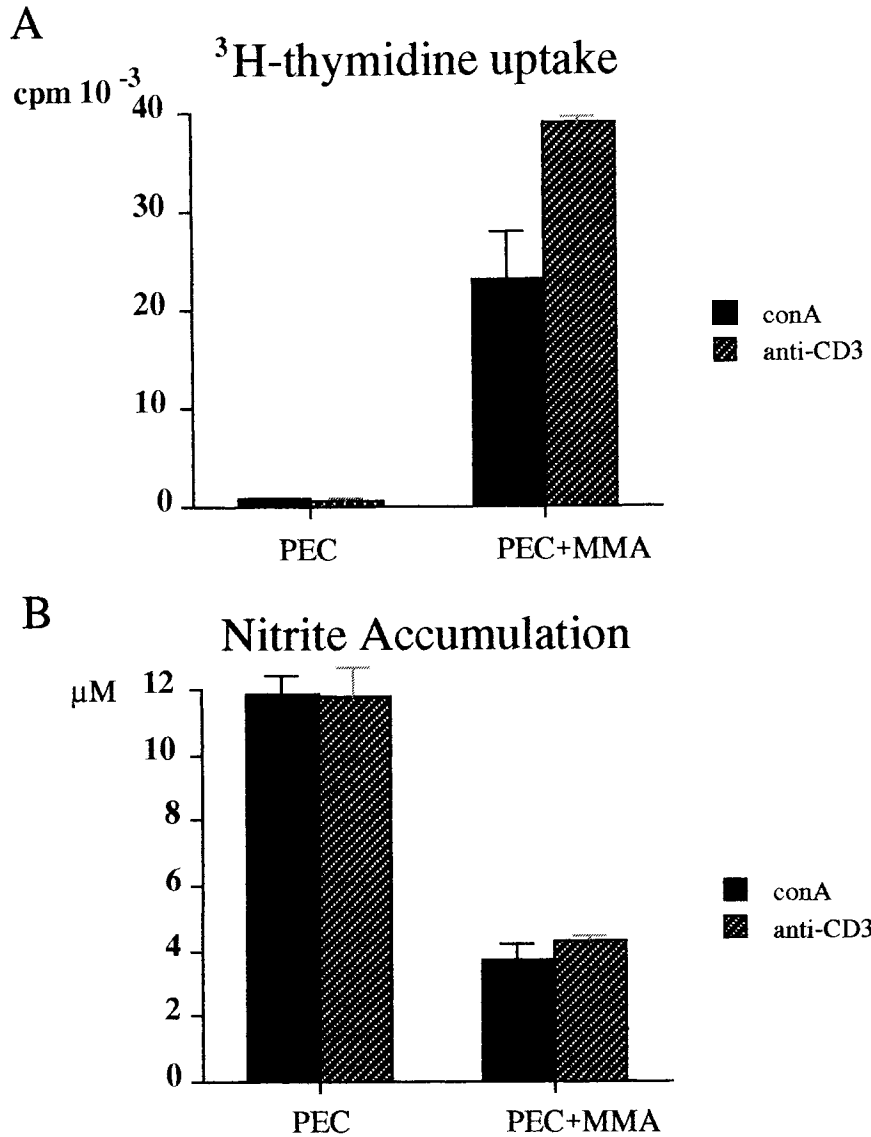 A
³H-thymidine uptake
cpm 10 -3
40
30
20
10
0
PEC
PEC+MMA
conA
anti-CD3
B
Nitrite Accumulation
µM
12
10
8
6
4
2
0
PEC
PEC+MMA
conA
anti-CD3